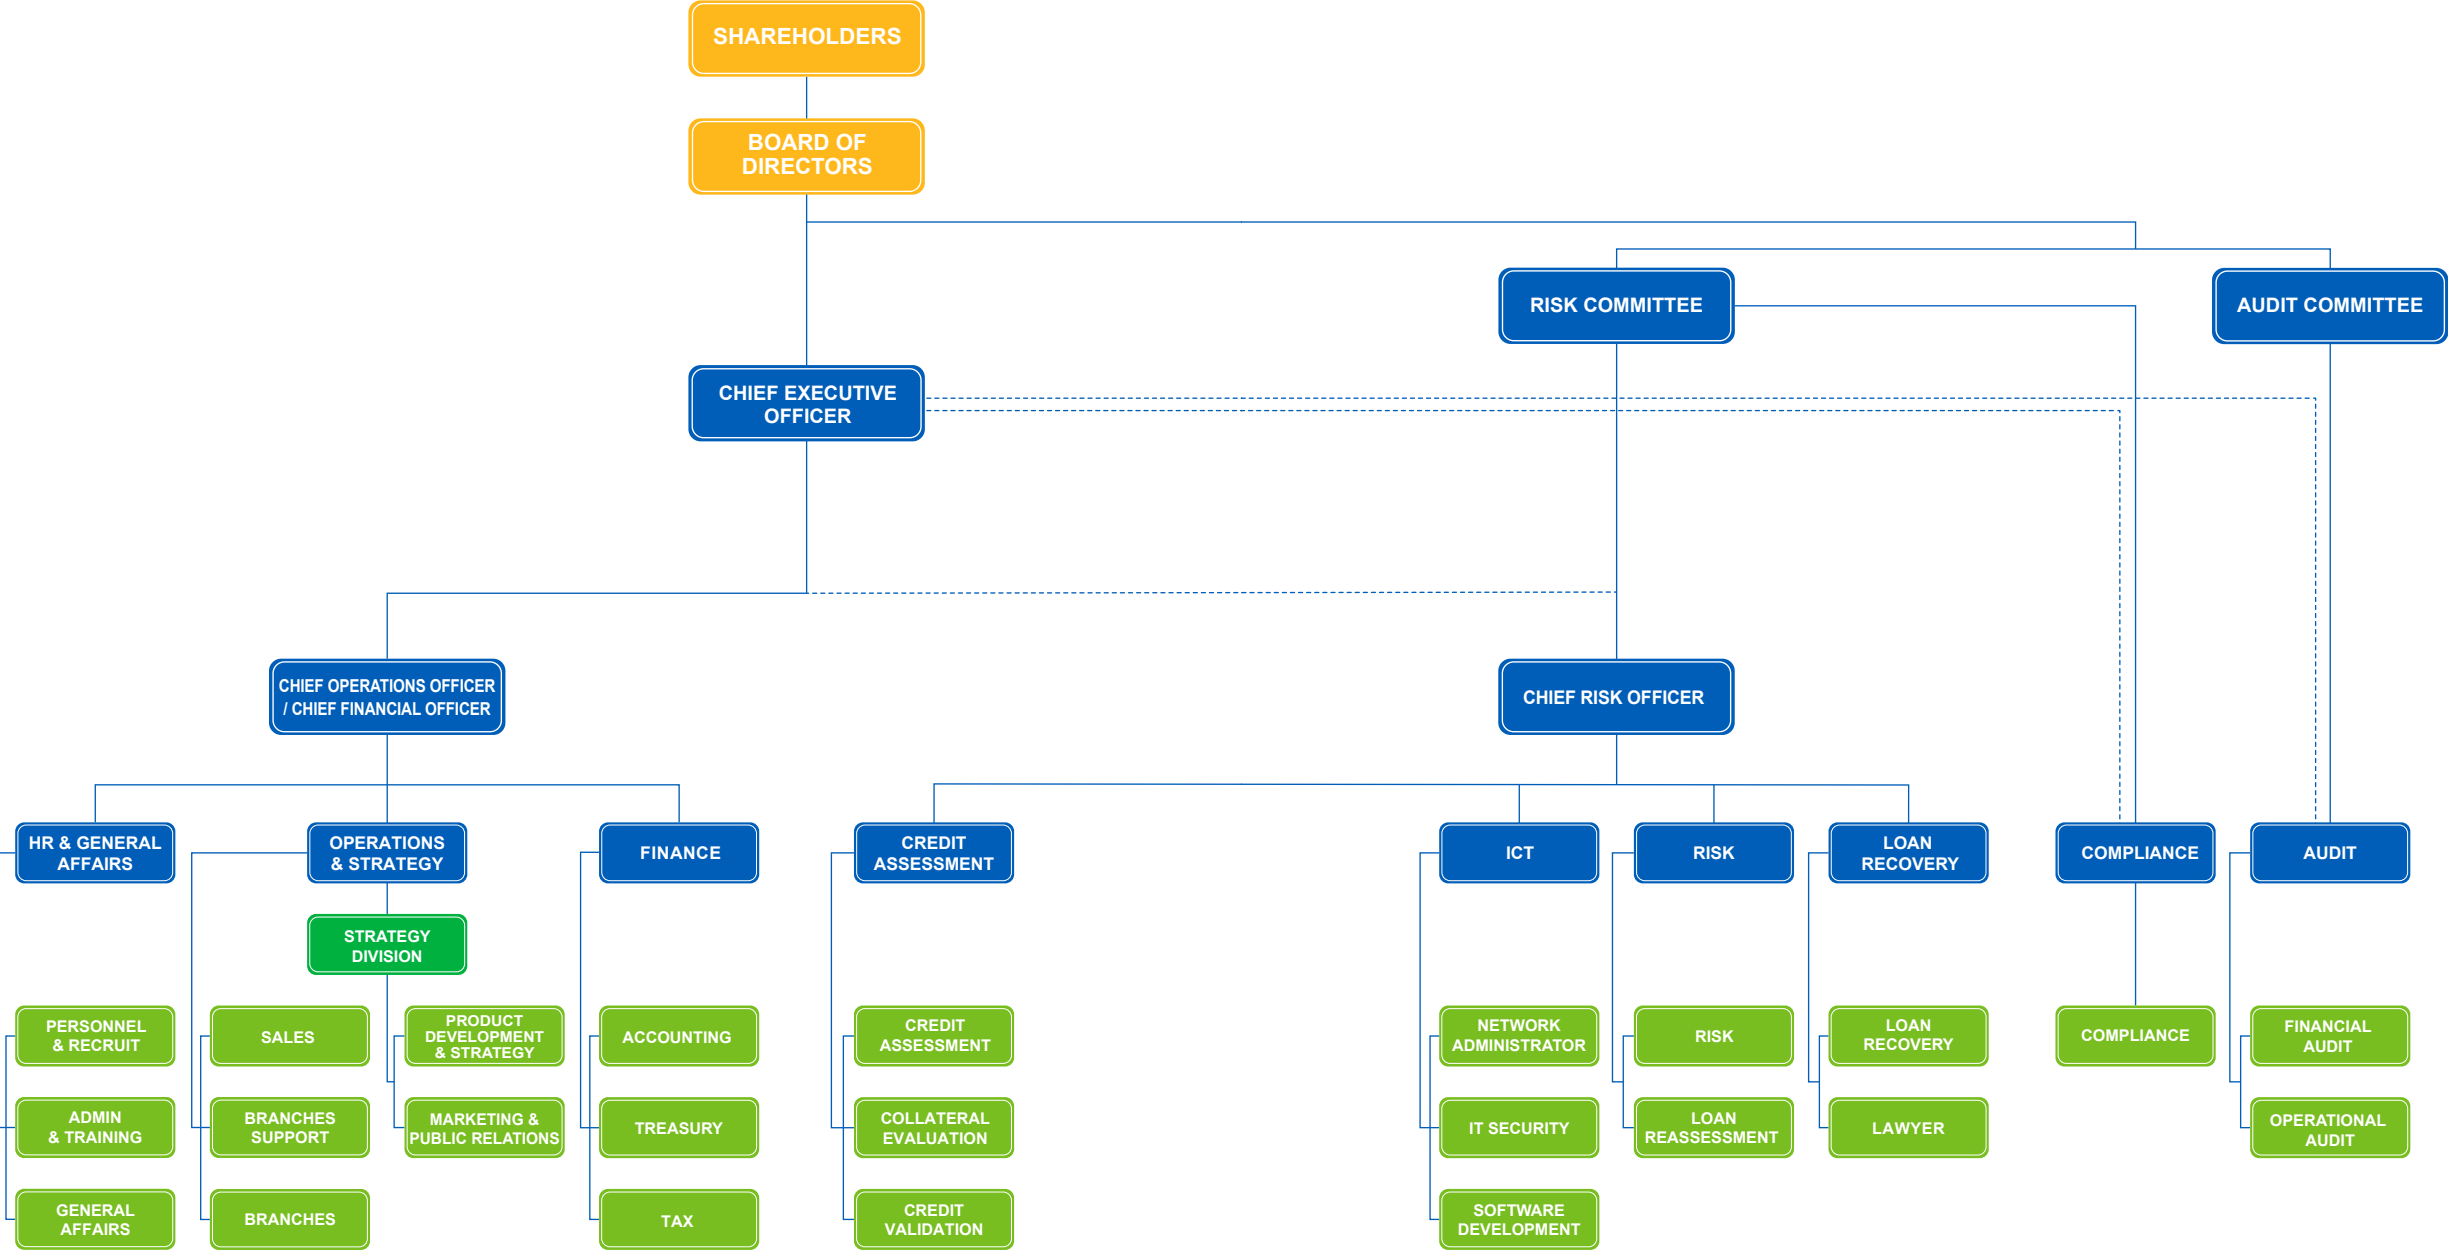 SHAREHOLDERS
BOARD OF
DIRECTORS
RISK COMMITTEE
AUDIT COMMITTEE
CHIEF EXECUTIVE
OFFICER
CHIEF OPERATIONS OFFICER
/ CHIEF FINANCIAL OFFICER
CHIEF RISK OFFICER
HR & GENERAL
AFFAIRS
OPERATIONS
& STRATEGY
FINANCE
CREDIT
ASSESSMENT
ICT
RISK
LOAN
RECOVERY
COMPLIANCE
AUDIT
STRATEGY
DIVISION
PERSONNEL
& RECRUIT
SALES
PRODUCT
DEVELOPMENT
& STRATEGY
ACCOUNTING
CREDIT
ASSESSMENT
NETWORK
ADMINISTRATOR
RISK
LOAN
RECOVERY
COMPLIANCE
FINANCIAL
AUDIT
ADMIN
& TRAINING
BRANCHES
SUPPORT
MARKETING &
PUBLIC RELATIONS
TREASURY
COLLATERAL
EVALUATION
IT SECURITY
LOAN
REASSESSMENT
LAWYER
OPERATIONAL
AUDIT
GENERAL
AFFAIRS
BRANCHES
TAX
CREDIT
VALIDATION
SOFTWARE
DEVELOPMENT